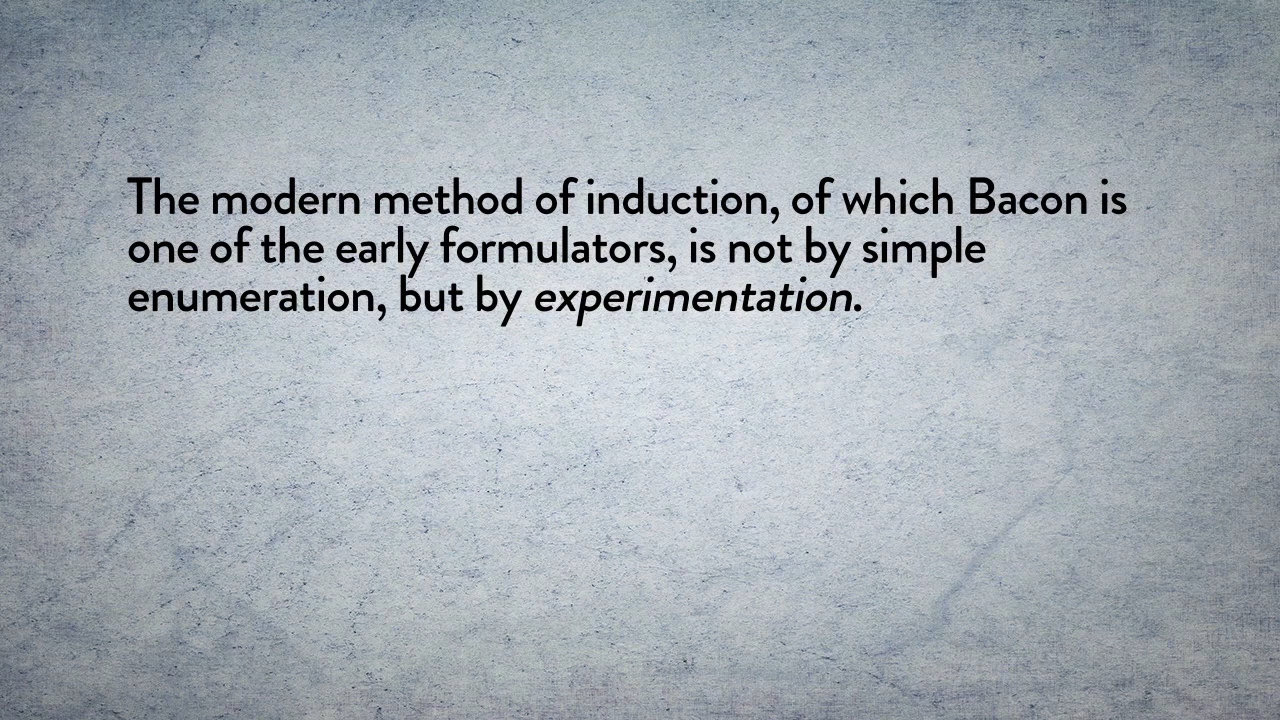 The modern method of induction, of which Bacon is
one of the early formulators, is not by simple
enumeration, but by experimentation.